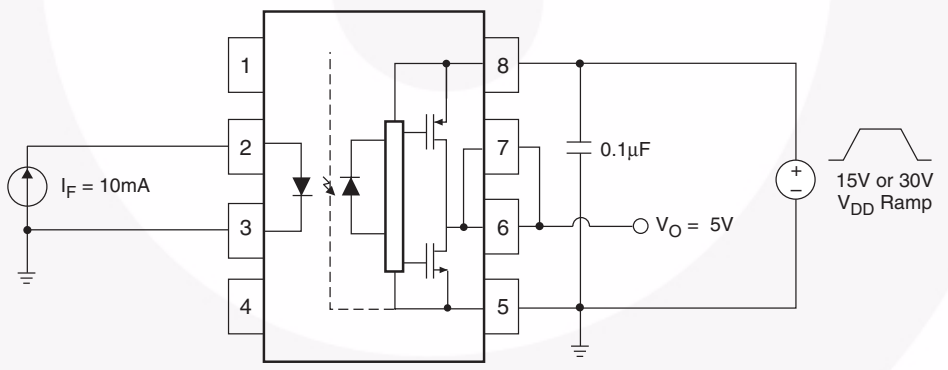 1
2
3
4
8
7
6
5
I_F = 10mA
0.1μF
V_O = 5V
+
–
15V or 30V
V_DD Ramp